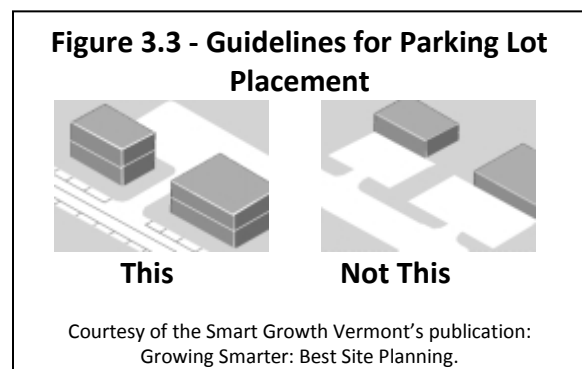 Figure 3.3 - Guidelines for Parking Lot
Placement
This
Not This
Courtesy of the Smart Growth Vermont’s publication:
Growing Smarter: Best Site Planning.